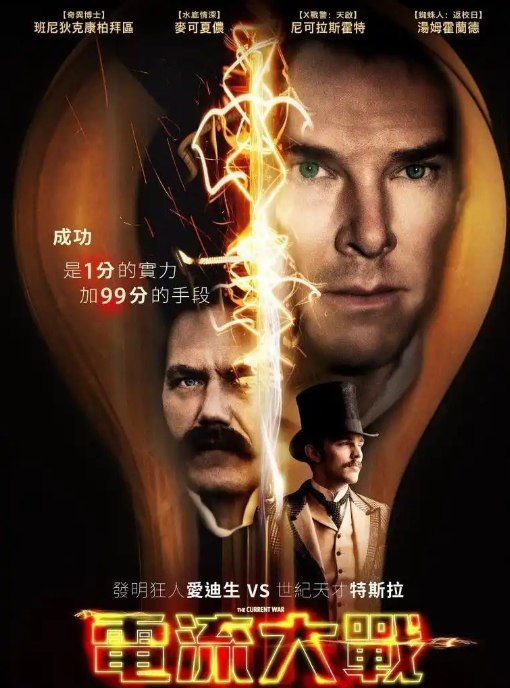 【奇異博士】 【水底情深】 【X戰警：天啟】 【蜘蛛人：返校日】
班尼狄克康柏拜區 麥可夏儂 尼可拉斯霍特 湯姆霍蘭德
成功
是1分的實力
加99分的手段
發明狂人愛迪生 VS 世紀天才特斯拉
THE CURRENT WAR
電流大戰